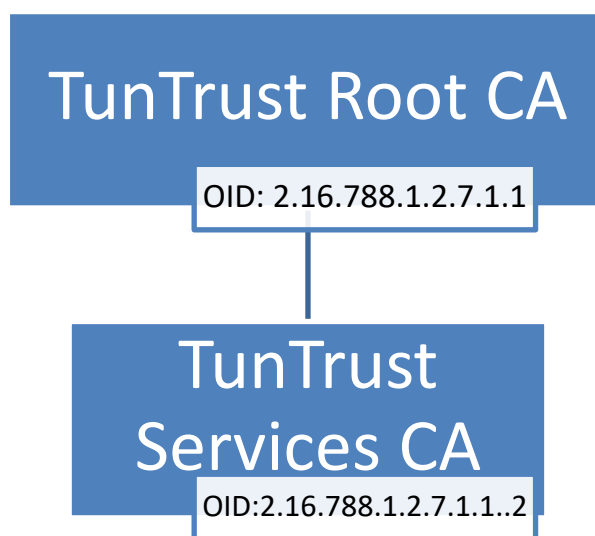 TunTrust Root CA
OID: 2.16.788.1.2.7.1.1
TunTrust
Services CA
OID:2.16.788.1.2.7.1.1..2